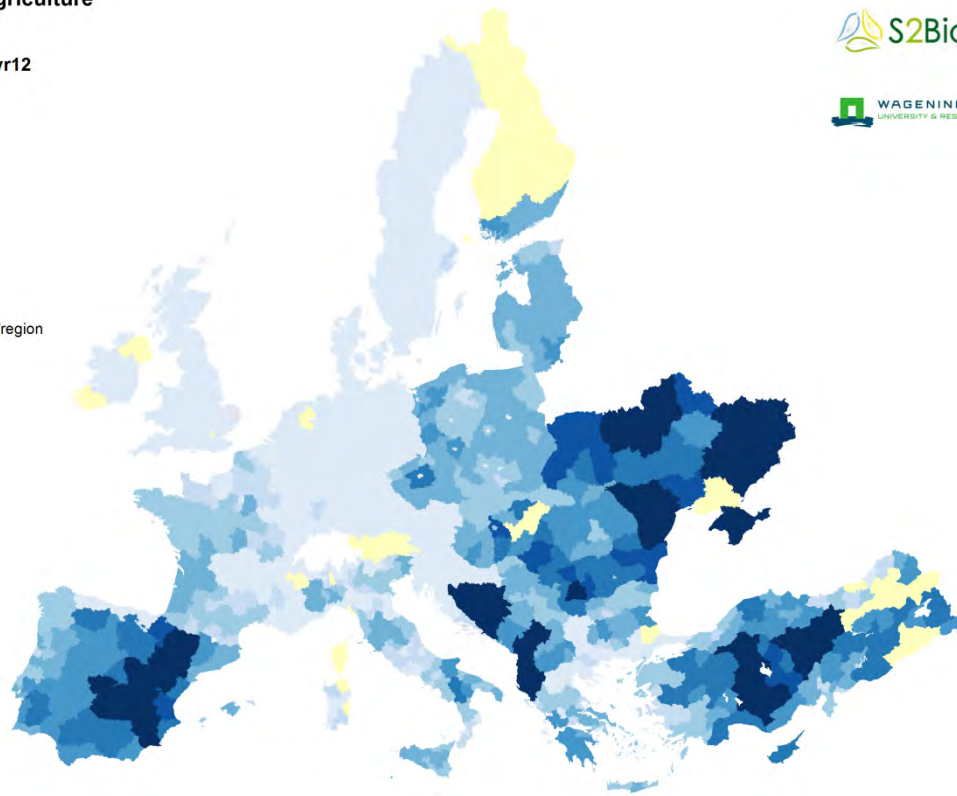 griculture
yr12
region
S2Bio
WAGENIN
UNIVERSITY & RES